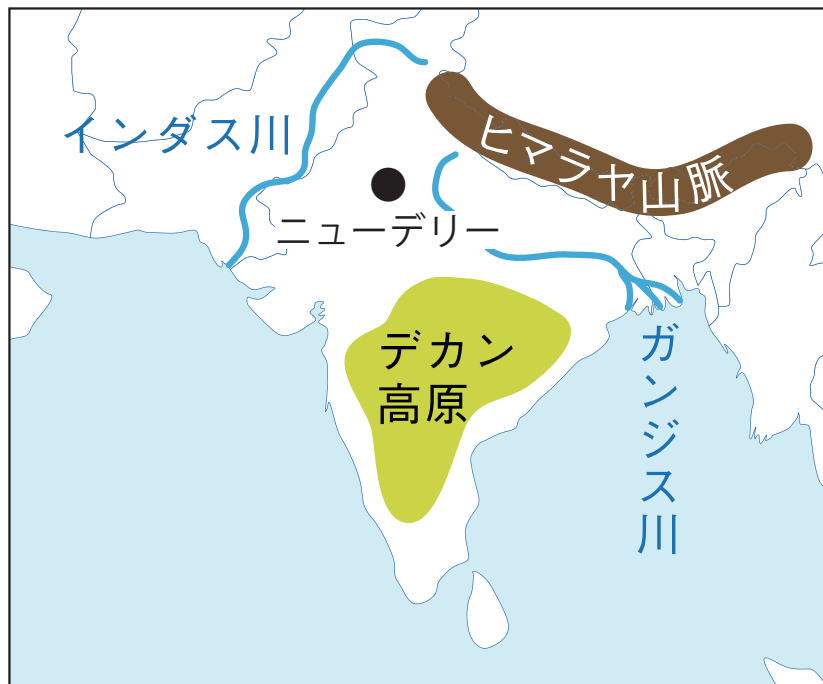 インダス川
ヒマラヤ山脈
ニューデリー
デカン
高原
ガンジス川